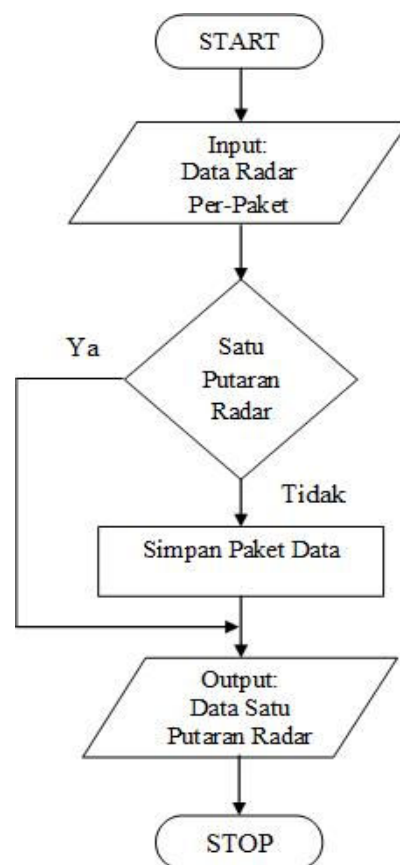 START
Input:
Data Radar
Per-Paket
Ya
Satu
Putaran
Radar
Tidak
Simpan Paket Data
Output:
Data Satu
Putaran Radar
STOP